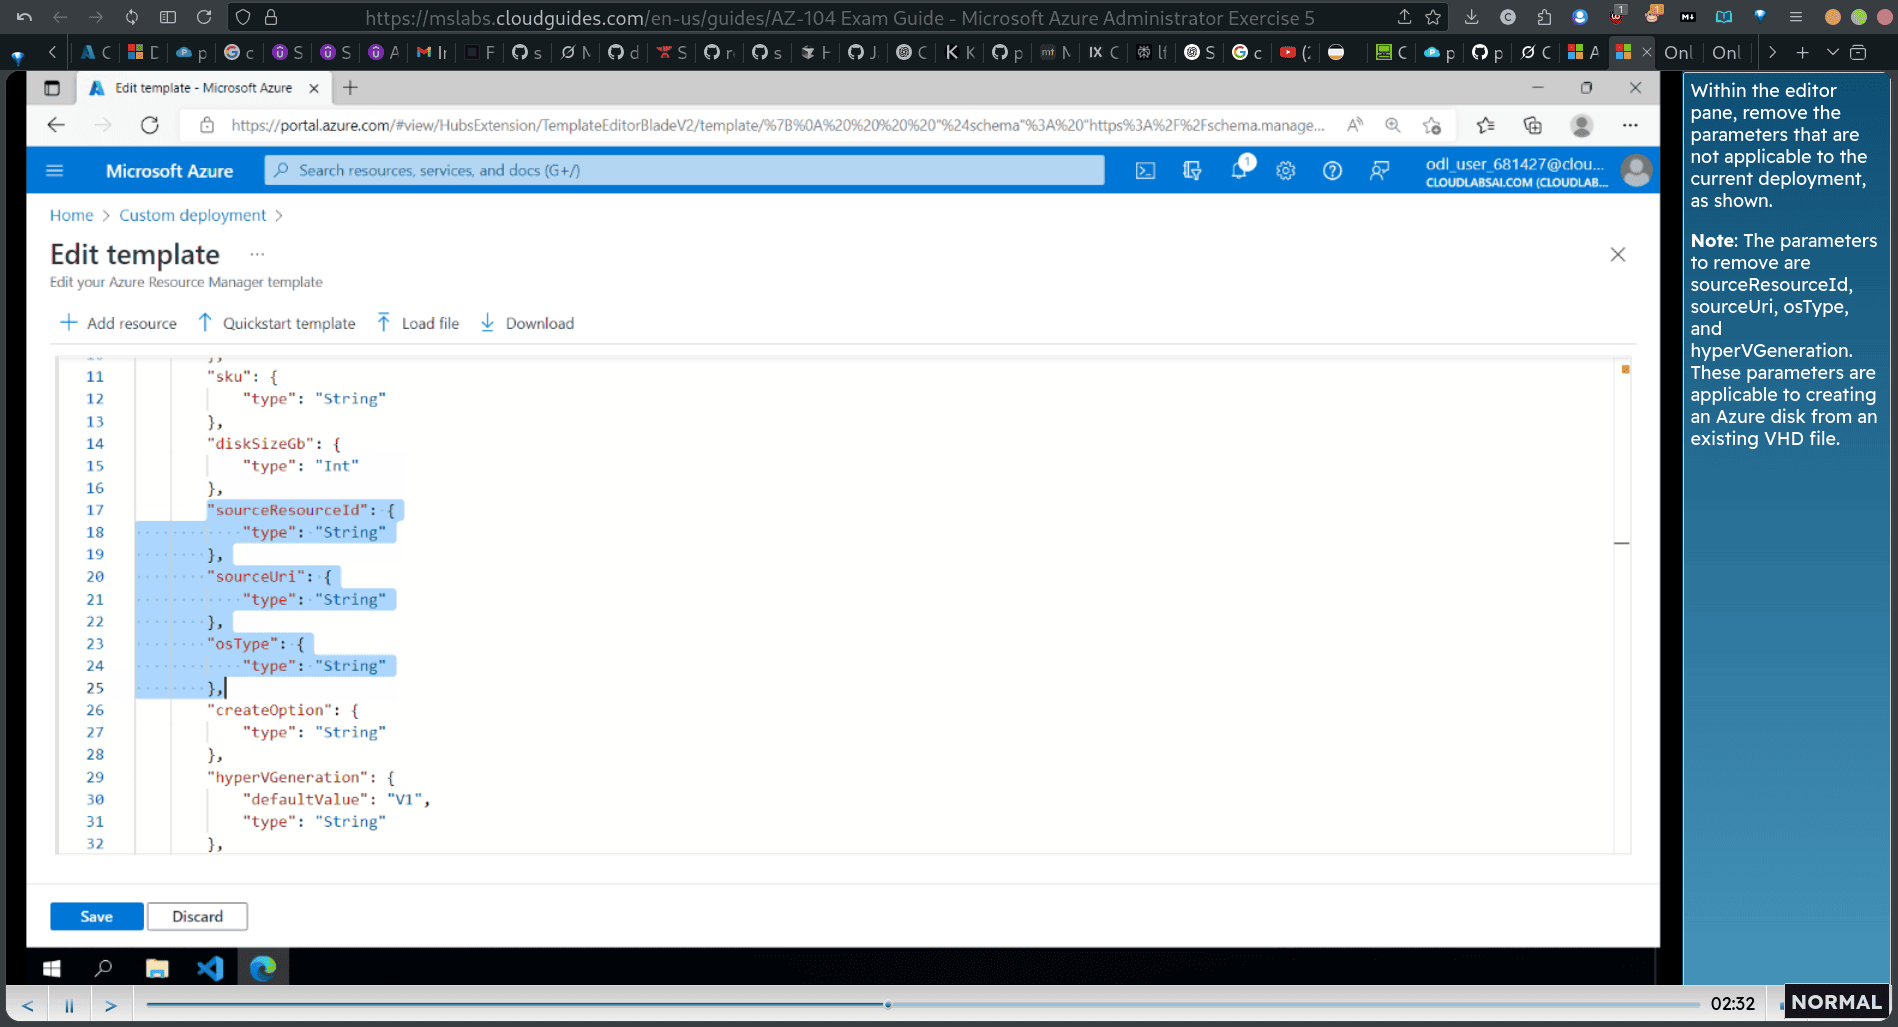 https://mslabs.cloudguides.com/en-us/guides/AZ-104 Exam Guide - Microsoft Azure Administrator Exercise 5
Edit template - Microsoft Azure
https://portal.azure.com/#view/HubsExtension/TemplateEditorBladeV2/template/%7B%0A%20%20%20%20"%24schema"%3A%20"https%3A%2F%2Fschema.manage...
Microsoft Azure
Search resources, services, and docs (G+/)
1
odl_user_681427@clou...
CLOUDLABSAI.COM (CLOUDLAB...
Home > Custom deployment >
Edit template ...
Edit your Azure Resource Manager template
Add resource
Quickstart template
Load file
Download
11 "sku": {
12 "type": "String"
13 },
14 "diskSizeGb": {
15 "type": "Int"
16 },
17 "sourceResourceId": {
18 "type": "String"
19 },
20 "sourceUri": {
21 "type": "String"
22 },
23 "osType": {
24 "type": "String"
25 },
26 "createOption": {
27 "type": "String"
28 },
29 "hyperVGeneration": {
30 "defaultValue": "V1",
31 "type": "String"
32 },
Save
Discard
Within the editor
pane, remove the
parameters that are
not applicable to the
current deployment,
as shown.
Note: The parameters
to remove are
sourceResourceId,
sourceUri, osType,
and
hyperVGeneration.
These parameters are
applicable to creating
an Azure disk from an
existing VHD file.
02:32
NORMAL